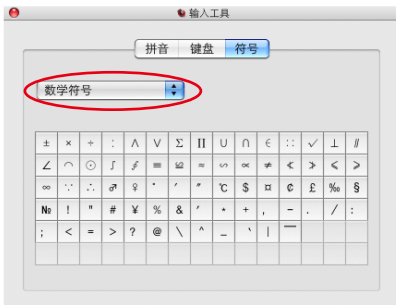 输入工具
拼音 键盘 符号
数学符号
± × ÷ ∶ ∧ ∨ ∑ ∏ ∪ ∩ ∈ ∷ √ ⊥ ∥
∠ ⌒ ⊙ ∫ ∮ ≡ ≌ ≈ ∽ ∝ ≠ ≮ ≯ ≤ ≥
∞ ∵ ∴ ♂ ♀ ° ′ ″ ℃ $ ¤ ¢ £ ‰ §
№ ! " # ¥ % & ′ * + , - . / :
; < = > ? @ \ ^ _ ` | ‾